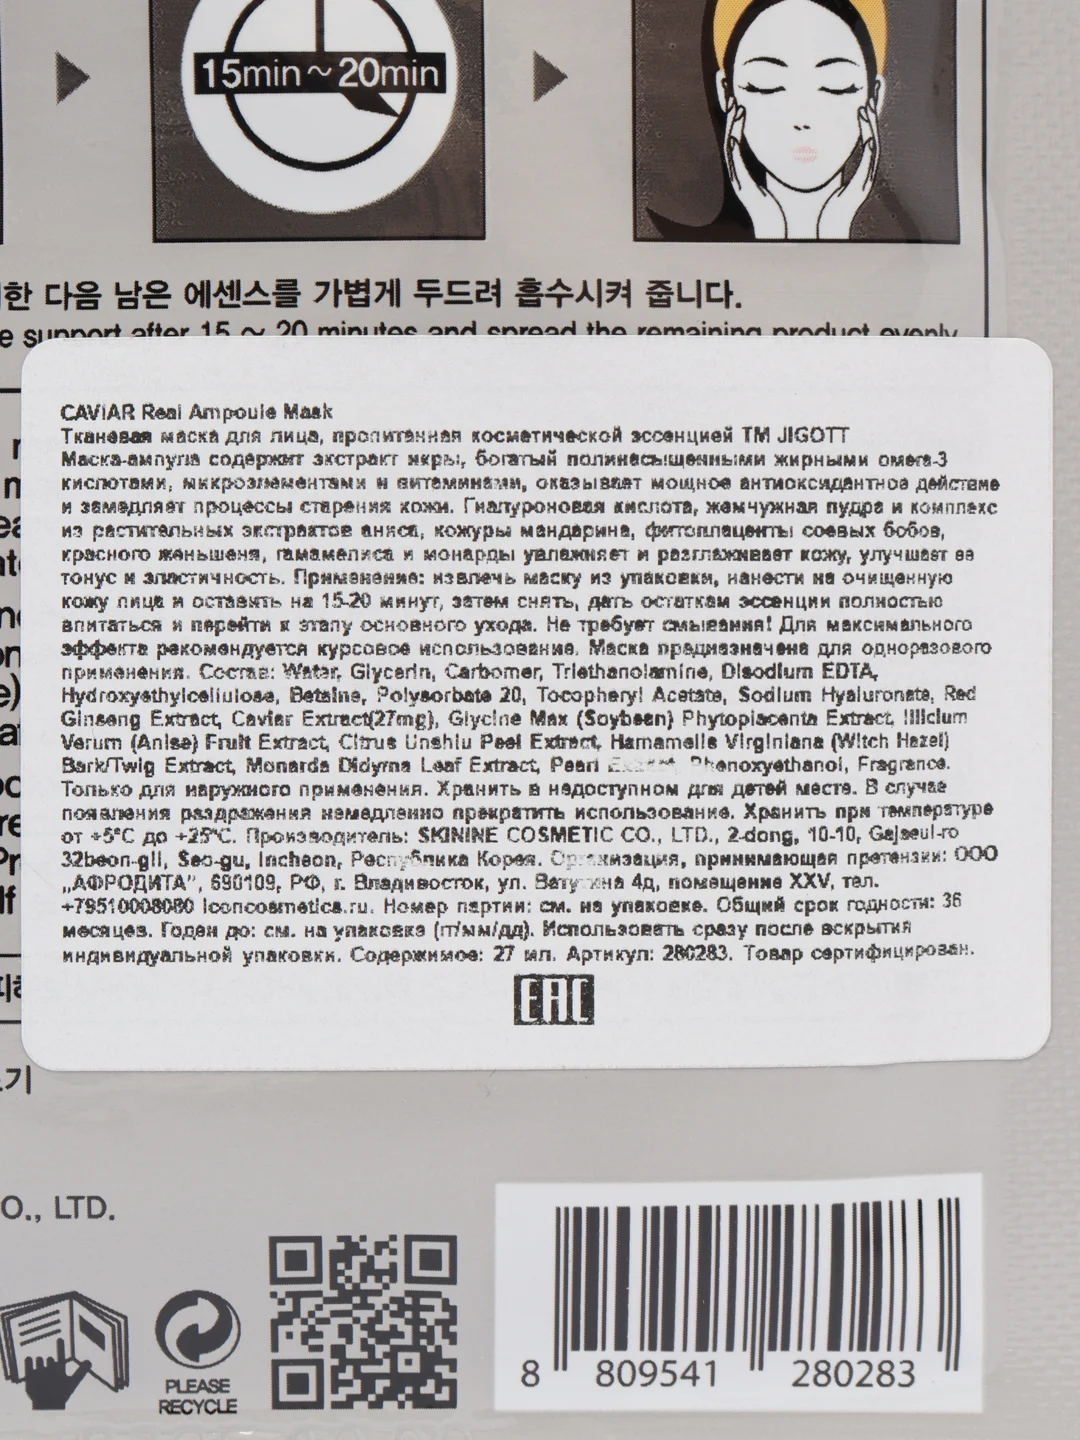 15min ~ 20min
한 다음 남은 에센스를 가볍게 두드려 흡수시켜 줍니다.
e support after 15 ~ 20 minutes and spread the remaining product evenly
CAVIAR Real Ampoule Mask
Тканевая маска для лица, пропитанная косметической эссенцией ТМ JIGOTT
Маска-ампула содержит экстракт икры, богатый полинасыщенными жирными омега-3
кислотами, микроэлементами и витаминами, оказывает мощное антиоксидантное действие
и замедляет процессы старения кожи. Гиалуроновая кислота, жемчужная пудра и комплекс
из растительных экстрактов аниса, кожуры мандарина, фитоплаценты соевых бобов,
красного женьшеня, гамамелиса и монарды увлажняет и разглаживает кожу, улучшает ее
тонус и эластичность. Применение: извлечь маску из упаковки, нанести на очищенную
кожу лица и оставить на 15-20 минут, затем снять, дать остаткам эссенции полностью
впитаться и перейти к этапу основного ухода. Не требует смывания! Для максимального
эффекта рекомендуется курсовое использование. Маска предназначена для одноразового
применения. Состав: Water, Glycerin, Carbomer, Triethanolamine, Disodium EDTA,
Hydroxyethylcellulose, Betaine, Polysorbate 20, Tocopheryl Acetate, Sodium Hyaluronate, Red
Ginseng Extract, Caviar Extract(27mg), Glycine Max (Soybean) Phytoplacenta Extract, Illicium
Verum (Anise) Fruit Extract, Citrus Unshiu Peel Extract, Hamamelis Virginiana (Witch Hazel)
Bark/Twig Extract, Monarda Didyma Leaf Extract, Pearl Extract, Phenoxyethanol, Fragrance.
Только для наружного применения. Хранить в недоступном для детей месте. В случае
появления раздражения немедленно прекратить использование. Хранить при температуре
от +5°C до +25°C. Производитель: SKININE COSMETIC CO., LTD., 2-dong, 10-10, Gajaeul-ro
32beon-gil, Seo-gu, Incheon, Республика Корея. Организация, принимающая претензии: ООО
„АФРОДИТА”, 690109, РФ, г. Владивосток, ул. Ватутина 4д, помещение XXV, тел.
+79510008080 iconcosmetics.ru. Номер партии: см. на упаковке. Общий срок годности: 36
месяцев. Годен до: см. на упаковке (гг/мм/дд). Использовать сразу после вскрытия
индивидуальной упаковки. Содержимое: 27 мл. Артикул: 280283. Товар сертифицирован.
EAC
기
O., LTD.
PLEASE
RECYCLE
8 809541 280283